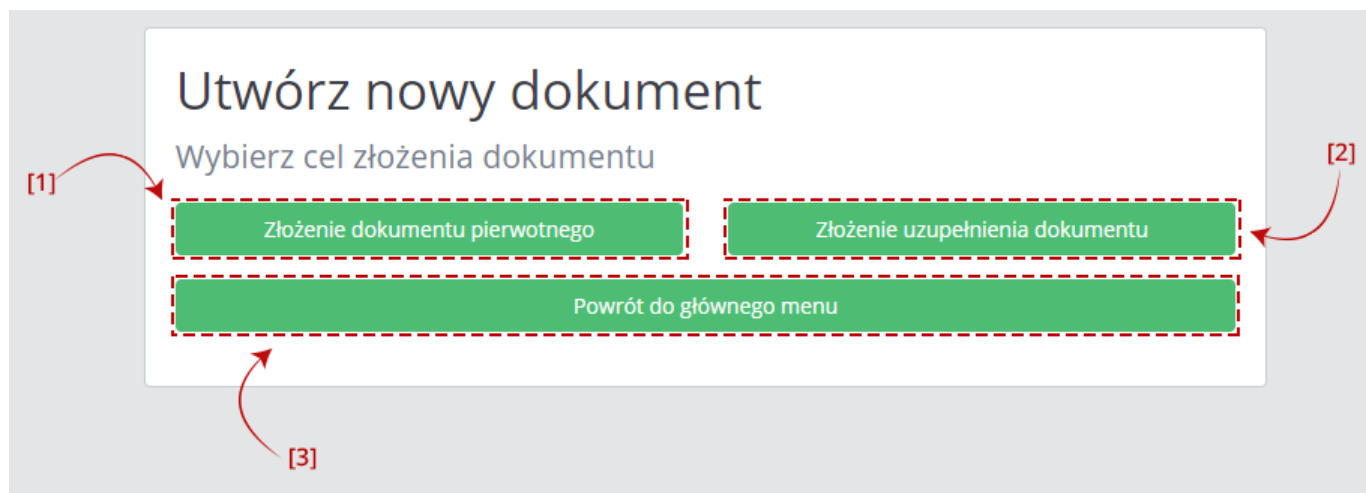 Utwórz nowy dokument
Wybierz cel złożenia dokumentu
[1]
[2]
Złożenie dokumentu pierwotnego
Złożenie uzupełnienia dokumentu
Powrót do głównego menu
[3]